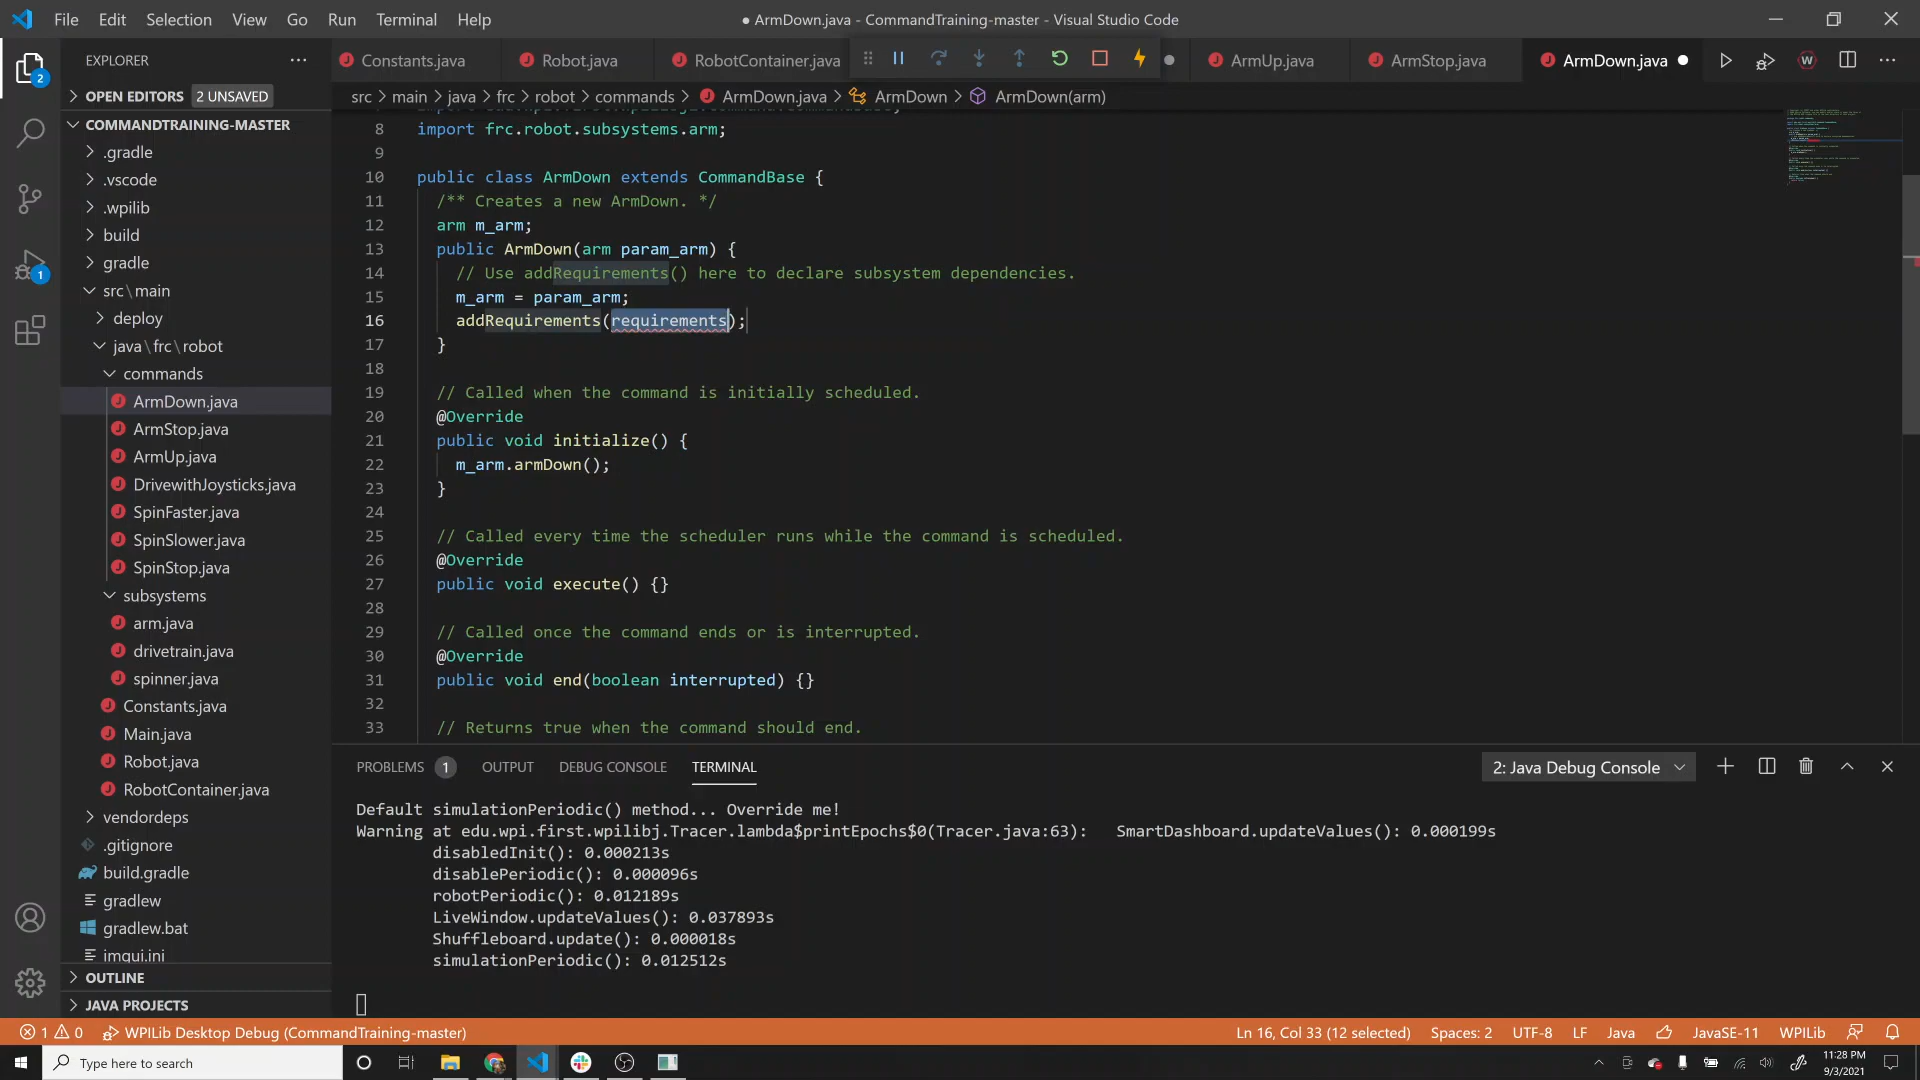 File Edit Selection View Go Run Terminal Help
● ArmDown.java - CommandTraining-master - Visual Studio Code
EXPLORER
Constants.java Robot.java RobotContainer.java ArmUp.java ArmStop.java ArmDown.java
OPEN EDITORS 2 UNSAVED
src > main > java > frc > robot > commands > ArmDown.java > ArmDown > ArmDown(arm)
COMMANDTRAINING-MASTER
.gradle
.vscode
.wpilib
build
gradle
src\main
deploy
java\frc\robot
commands
ArmDown.java
ArmStop.java
ArmUp.java
DrivewithJoysticks.java
SpinFaster.java
SpinSlower.java
SpinStop.java
subsystems
arm.java
drivetrain.java
spinner.java
Constants.java
Main.java
Robot.java
RobotContainer.java
vendordeps
.gitignore
build.gradle
gradlew
gradlew.bat
imgui.ini
OUTLINE
JAVA PROJECTS
2
1
W
8 import frc.robot.subsystems.arm;
9
10 public class ArmDown extends CommandBase {
11 /** Creates a new ArmDown. */
12 arm m_arm;
13 public ArmDown(arm param_arm) {
14 // Use addRequirements() here to declare subsystem dependencies.
15 m_arm = param_arm;
16 addRequirements(requirements);
17 }
18
19 // Called when the command is initially scheduled.
20 @Override
21 public void initialize() {
22 m_arm.armDown();
23 }
24
25 // Called every time the scheduler runs while the command is scheduled.
26 @Override
27 public void execute() {}
28
29 // Called once the command ends or is interrupted.
30 @Override
31 public void end(boolean interrupted) {}
32
33 // Returns true when the command should end.
PROBLEMS 1 OUTPUT DEBUG CONSOLE TERMINAL
2: Java Debug Console
Default simulationPeriodic() method... Override me!
Warning at edu.wpi.first.wpilibj.Tracer.lambda$printEpochs$0(Tracer.java:63): SmartDashboard.updateValues(): 0.000199s
disabledInit(): 0.000213s
disablePeriodic(): 0.000096s
robotPeriodic(): 0.012189s
LiveWindow.updateValues(): 0.037893s
Shuffleboard.update(): 0.000018s
simulationPeriodic(): 0.012512s
1 0 WPILib Desktop Debug (CommandTraining-master)
Ln 16, Col 33 (12 selected) Spaces: 2 UTF-8 LF Java JavaSE-11 WPILib
Type here to search
11:28 PM
9/3/2021